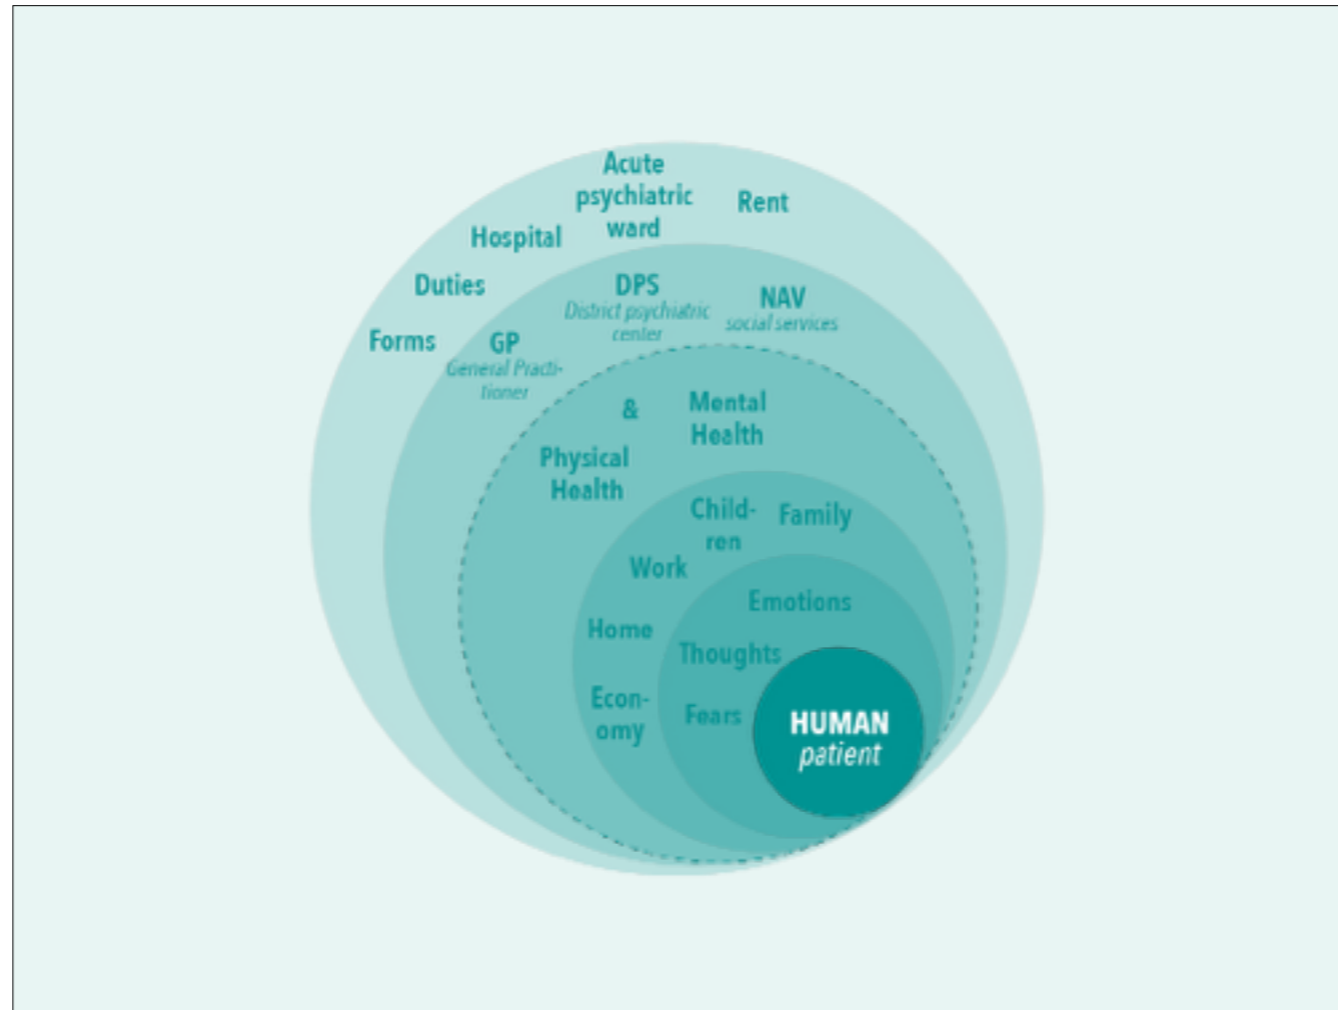 Acute
psychiatric
ward
Rent
Hospital
Duties
Forms
DPS
District psychiatric
center
NAV
social services
GP
General Practi-
tioner
&
Mental
Health
Physical
Health
Child-
ren
Family
Work
Home
Econ-
omy
Emotions
Thoughts
Fears
HUMAN
patient